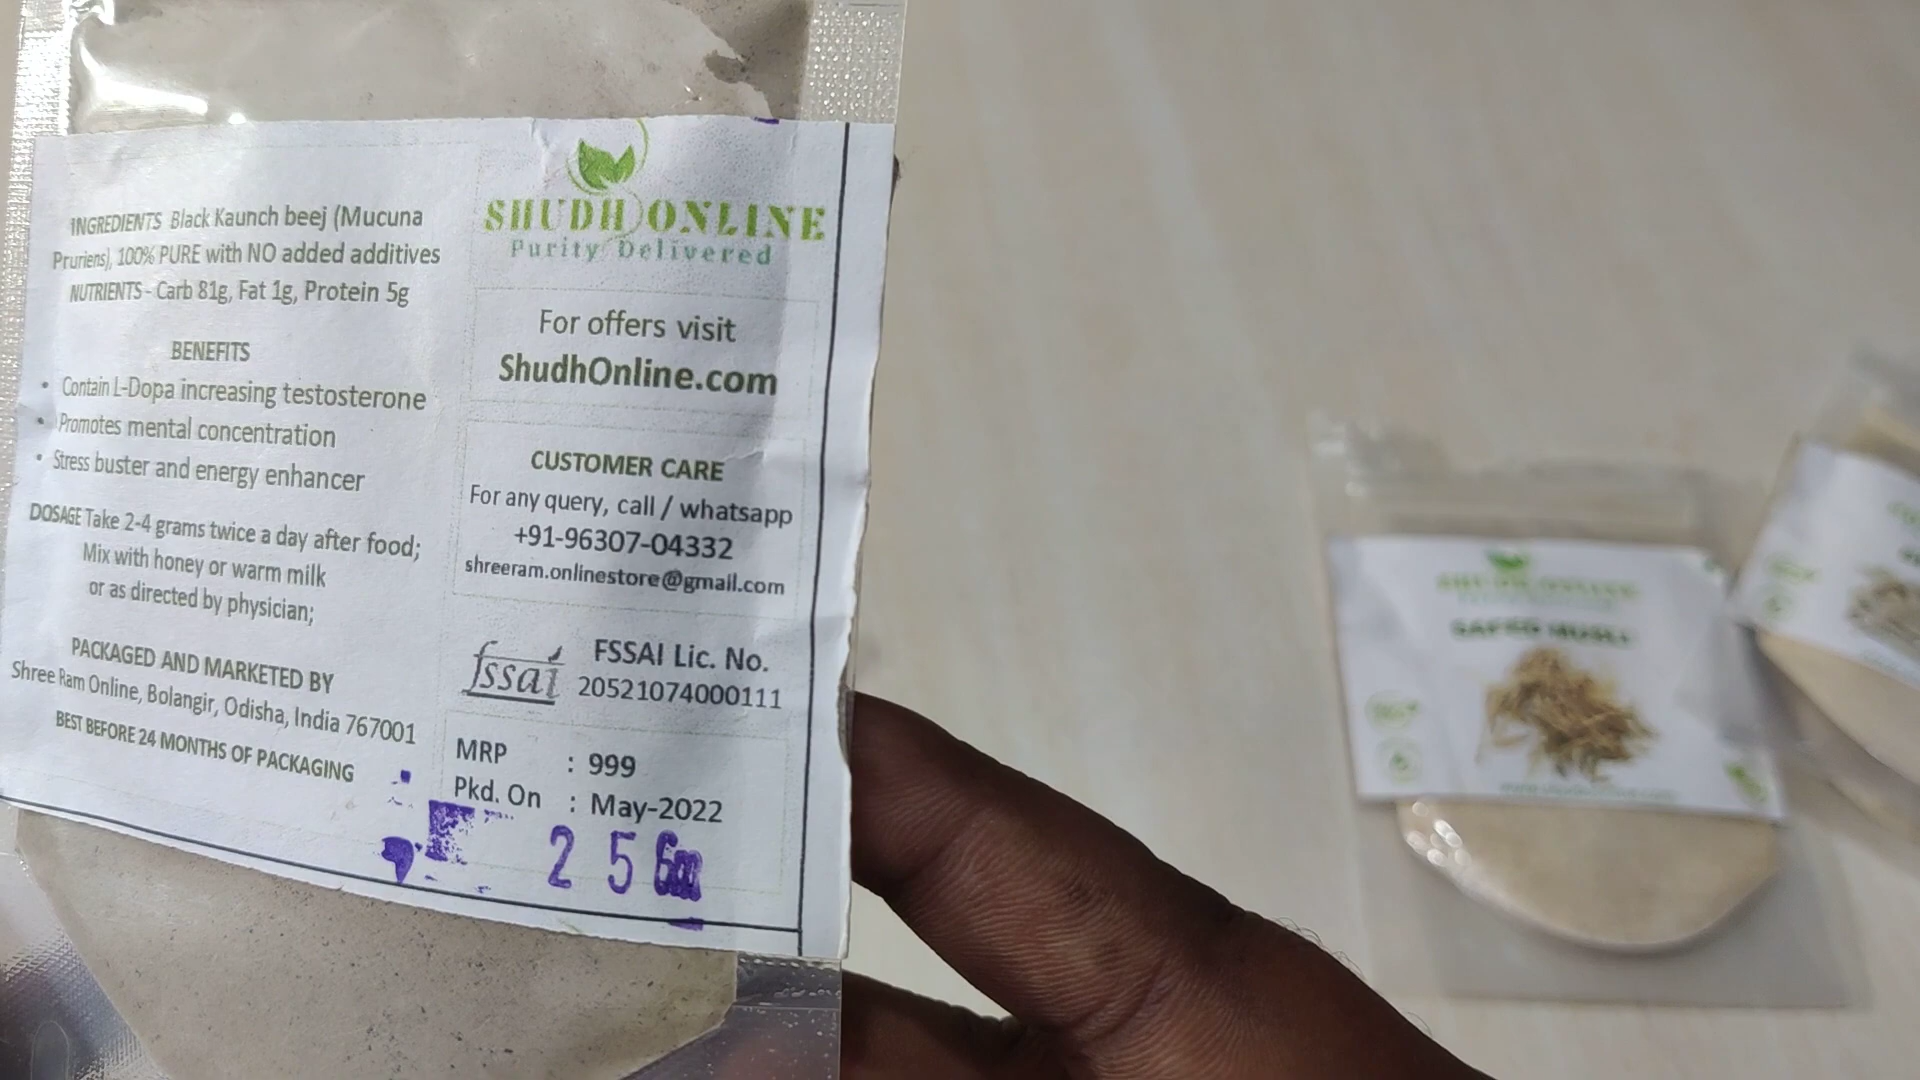 INGREDIENTS Black Kaunch beej (Mucuna
Pruriens), 100% PURE with NO added additives
NUTRIENTS - Carb 81g, Fat 1g, Protein 5g
BENEFITS
• Contain L-Dopa increasing testosterone
• Promotes mental concentration
• Stress buster and energy enhancer
DOSAGE Take 2-4 grams twice a day after food;
Mix with honey or warm milk
or as directed by physician;
PACKAGED AND MARKETED BY
Shree Ram Online, Bolangir, Odisha, India 767001
BEST BEFORE 24 MONTHS OF PACKAGING
SHUDH ONLINE
Purity Delivered
For offers visit
ShudhOnline.com
CUSTOMER CARE
For any query, call / whatsapp
+91-96307-04332
shreeram.onlinestore@gmail.com
fssai
FSSAI Lic. No.
20521074000111
MRP : 999
Pkd. On : May-2022
2 5 Gm
SHUDH ONLINE
SAFED MUSLI